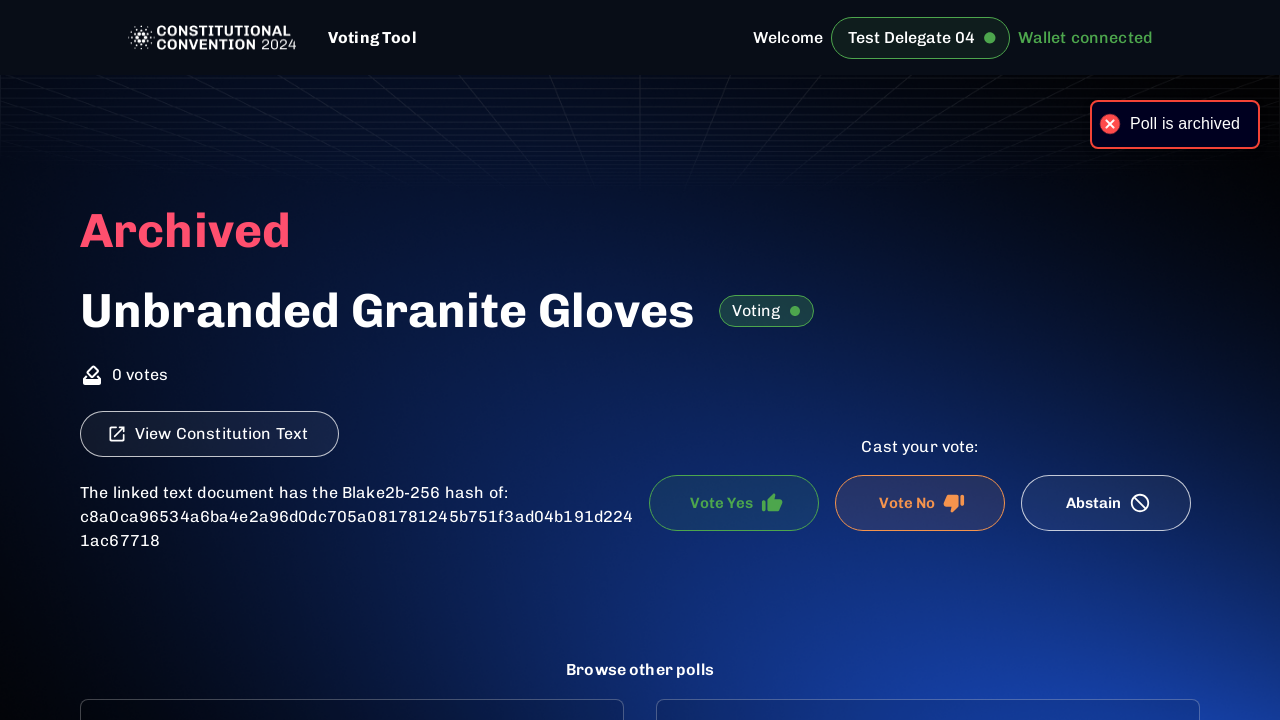 CONSTITUTIONAL
CONVENTION 2024
Voting Tool
Welcome
Test Delegate 04
Wallet connected
Poll is archived
Archived
Unbranded Granite Gloves
Voting
0 votes
View Constitution Text
Cast your vote:
The linked text document has the Blake2b-256 hash of:
c8a0ca96534a6ba4e2a96d0dc705a081781245b751f3ad04b191d224
1ac67718
Vote Yes
Vote No
Abstain
Browse other polls